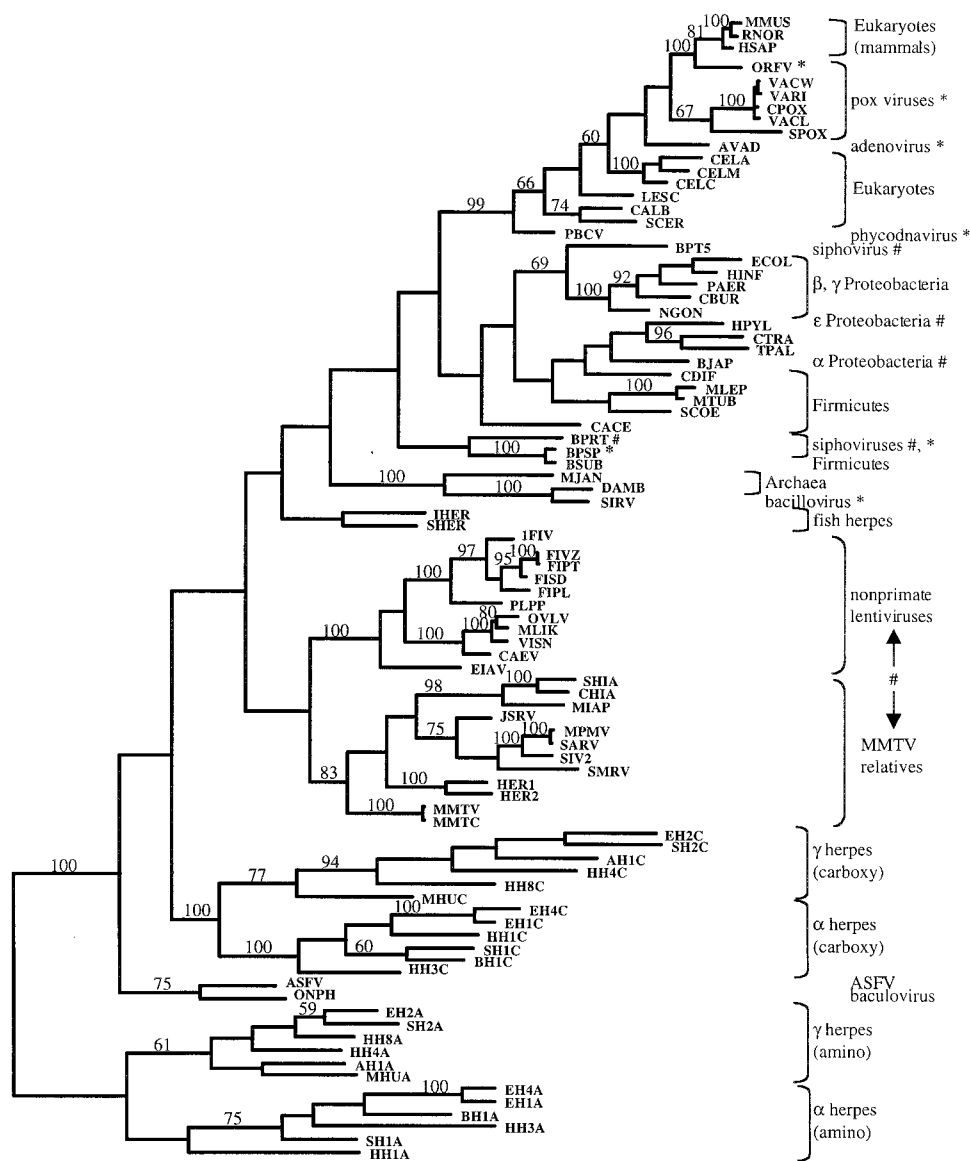 100 MMUS
81 RNOR
HSAP
Eukaryotes
(mammals)
100
ORFV *
VACW
100 VARI
CPOX
67 VACL
SPOX
pox viruses *
60 AVAD
adenovirus *
CELA
100 CELM
CELC
66 LESC
Eukaryotes
99 74 CALB
SCER
PBCV
phycodnavirus *
BPT5
siphovirus #
69 ECOL
92 HINF
PAER
100 CBUR
NGON
β, γ Proteobacteria
HPYL
ε Proteobacteria #
96 CTRA
TPAL
BJAP
α Proteobacteria #
CDIF
100 MLEP
MTUB
SCOE
Firmicutes
CACE
BPRT #
100 BPSP *
BSUB
siphoviruses #, *
Firmicutes
100 MJAN
100 DAMB
SIRV
Archaea
bacillovirus *
IHER
SHER
fish herpes
1FIV
97 100 FIVZ
95 FIPT
100 FISD
FIPL
PLPP
80 OVLV
100 MLIK
100 100 VISN
CAEV
EIAV
nonprimate
lentiviruses
#
100 SHIA
98 CHIA
MIAP
JSRV
75 100 MPMV
100 SARV
SIV2
SMRV
MMTV
relatives
83 100 HER1
HER2
100 MMTV
MMTC
EH2C
SH2C
AH1C
94 HH4C
77 HH8C
MHUC
γ herpes
(carboxy)
100
100 EH4C
EH1C
HH1C
100 60 SH1C
BH1C
HH3C
α herpes
(carboxy)
100
75 ASFV
ONPH
ASFV
baculovirus
59 EH2A
SH2A
HH8A
61 HH4A
AH1A
MHUA
γ herpes
(amino)
100 EH4A
EH1A
75 BH1A
HH3A
SH1A
HH1A
α herpes
(amino)